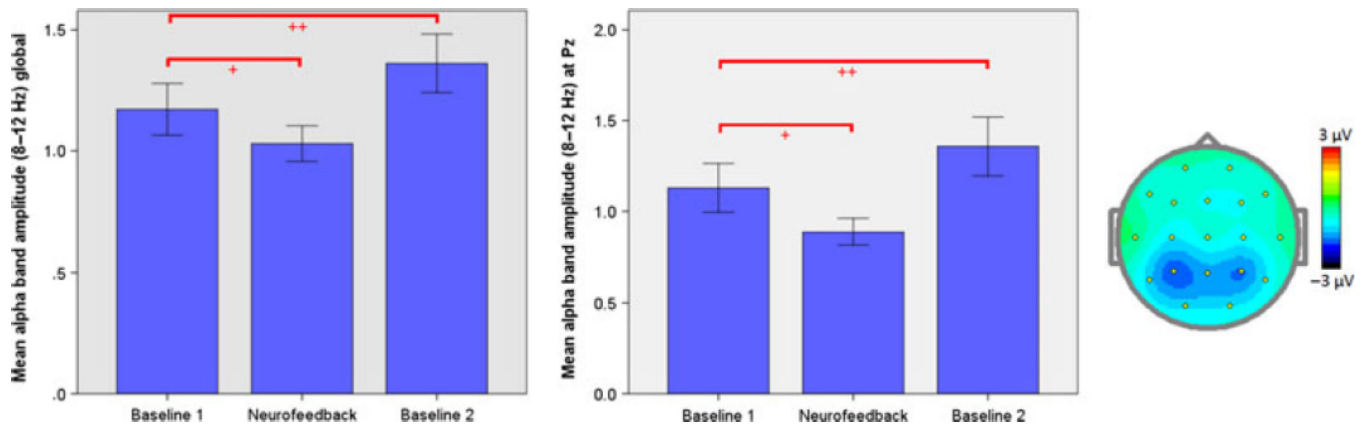 Mean alpha band amplitude (8–12 Hz) global
1.5
1.0
.5
.0
++
+
Baseline 1 Neurofeedback Baseline 2
Mean alpha band amplitude (8–12 Hz) at Pz
2.0
1.5
1.0
0.5
0.0
++
+
Baseline 1 Neurofeedback Baseline 2
3 µV
−3 µV